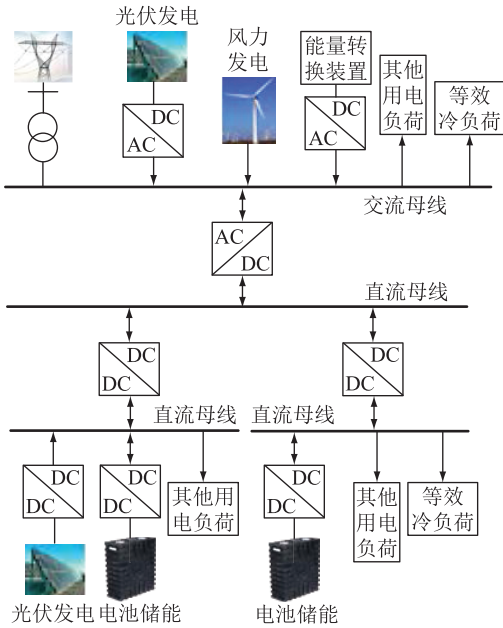 光伏发电
风力
发电
能量转
换装置
其他
用电
负荷
等效
冷负荷
DC
AC
DC
AC
交流母线
AC
DC
直流母线
DC
DC
DC
DC
直流母线
直流母线
DC
DC
DC
DC
其他用
电负荷
DC
DC
其他
用电
负荷
等效
冷负荷
光伏发电
电池储能
电池储能